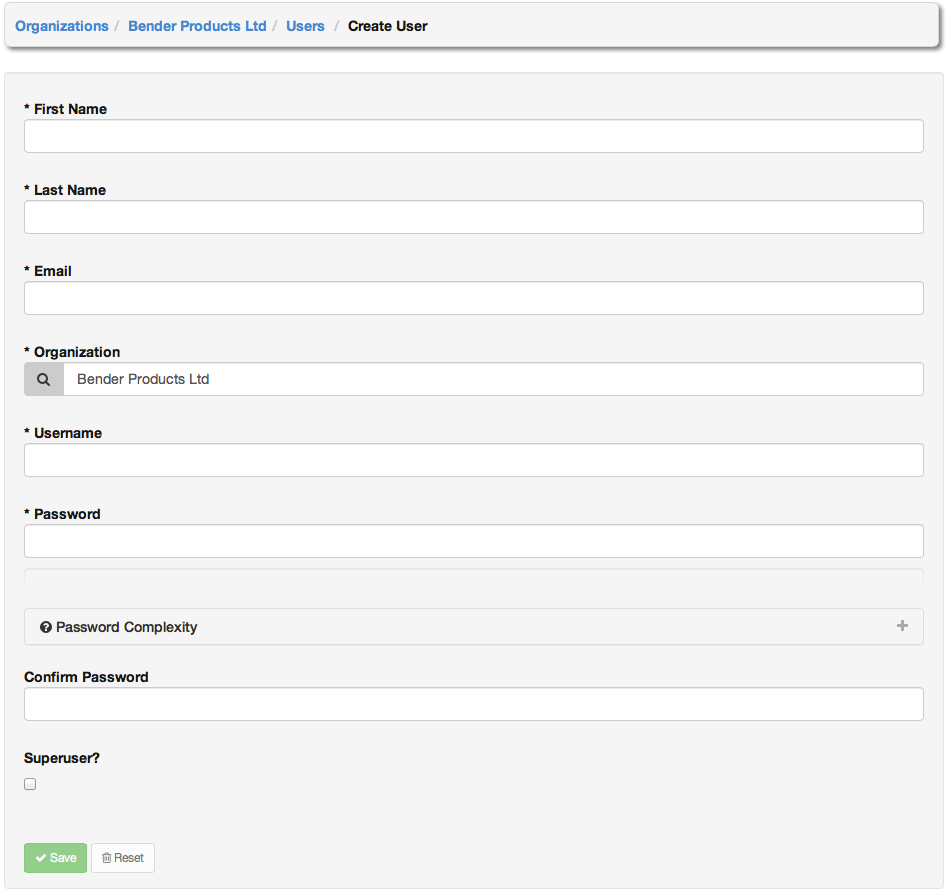 Organizations / Bender Products Ltd / Users / Create User
* First Name
* Last Name
* Email
* Organization
Bender Products Ltd
* Username
* Password
Password Complexity
Confirm Password
Superuser?
Save Reset